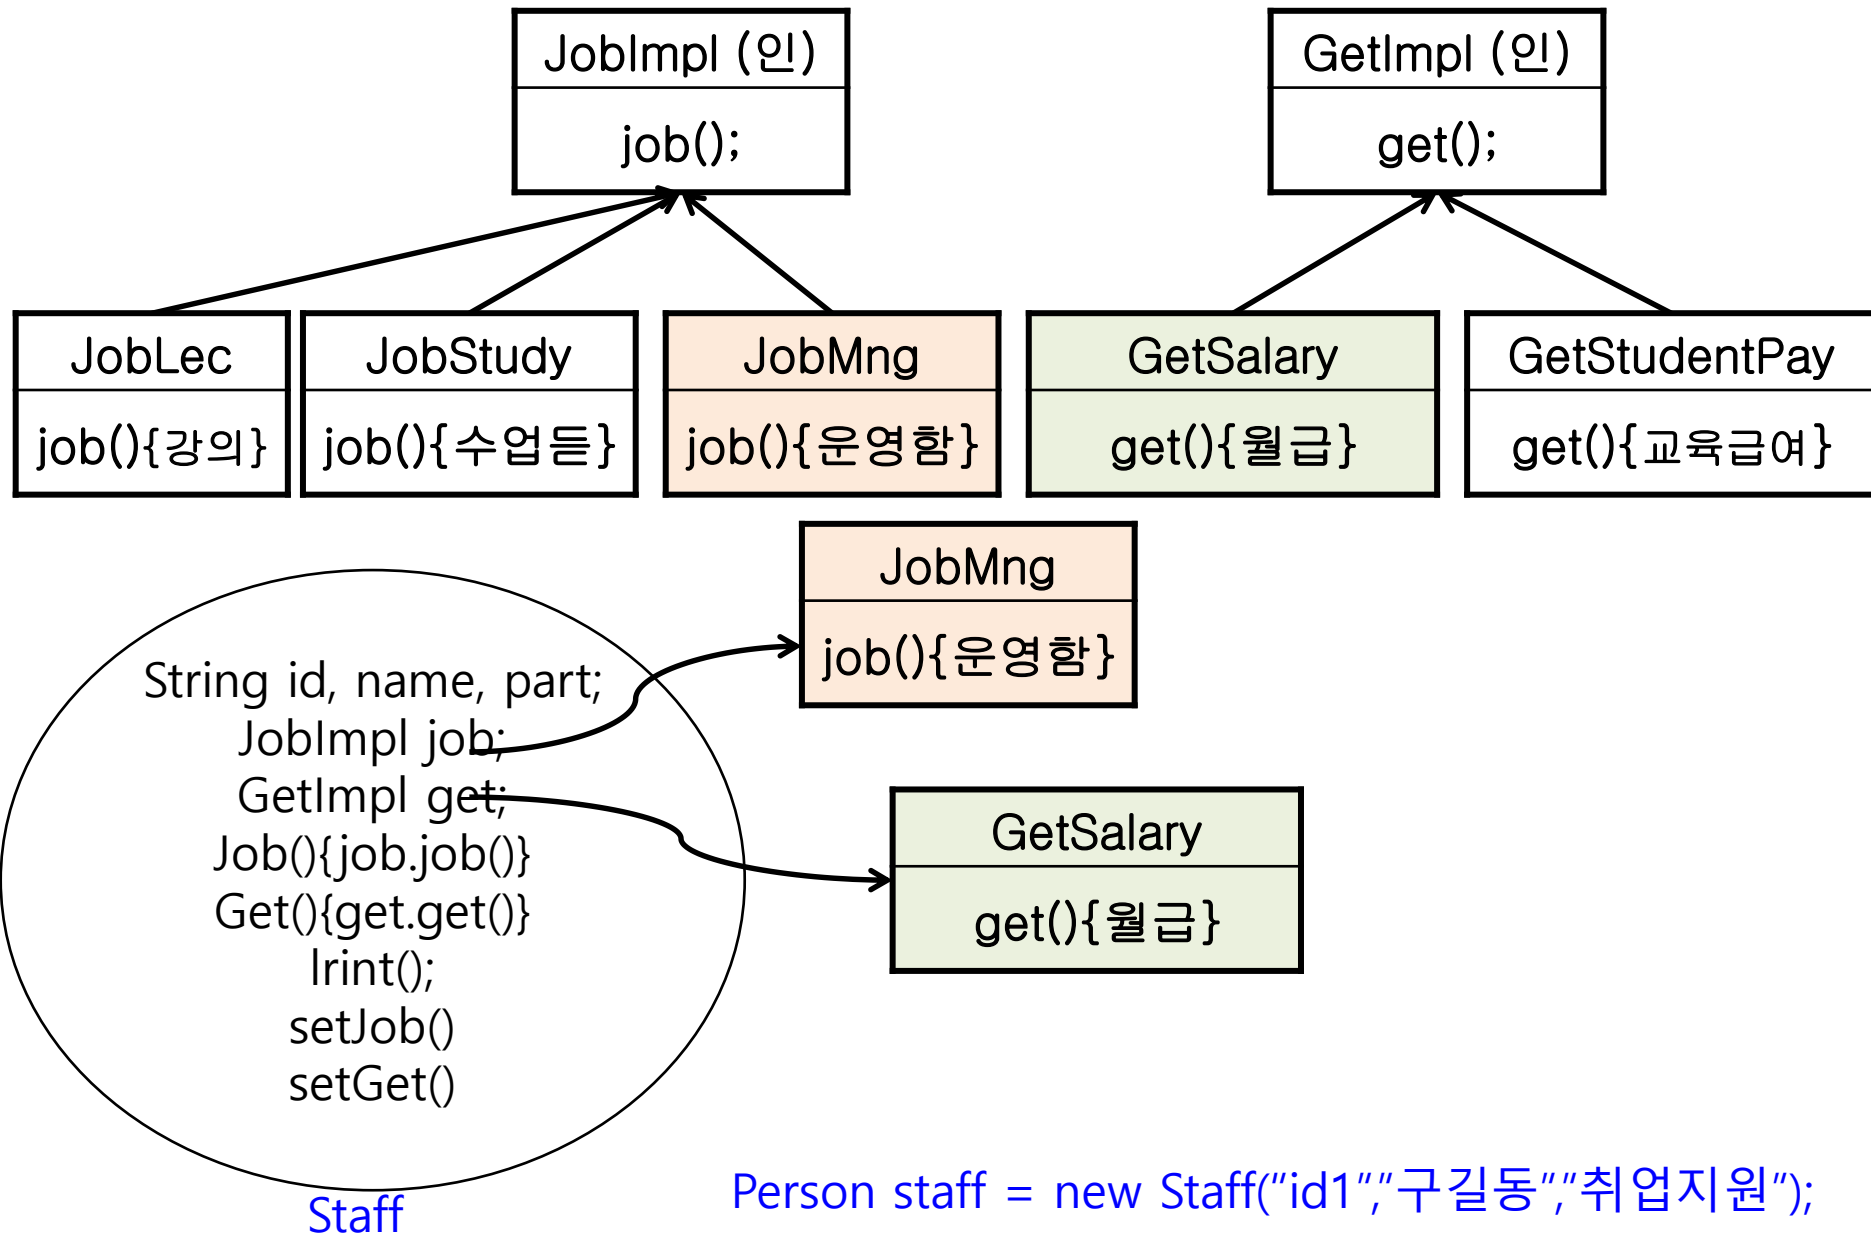 JobImpl (인)
job();
GetImpl (인)
get();
JobLec
job(){강의}
JobStudy
job(){수업듣}
JobMng
job(){운영함}
GetSalary
get(){월급}
GetStudentPay
get(){교육급여}
JobMng
job(){운영함}
String id, name, part;
JobImpl job;
GetImpl get;
Job(){job.job()}
Get(){get.get()}
lrint();
setJob()
setGet()
GetSalary
get(){월급}
Staff
Person staff = new Staff(“id1”,”구길동”,”취업지원”);